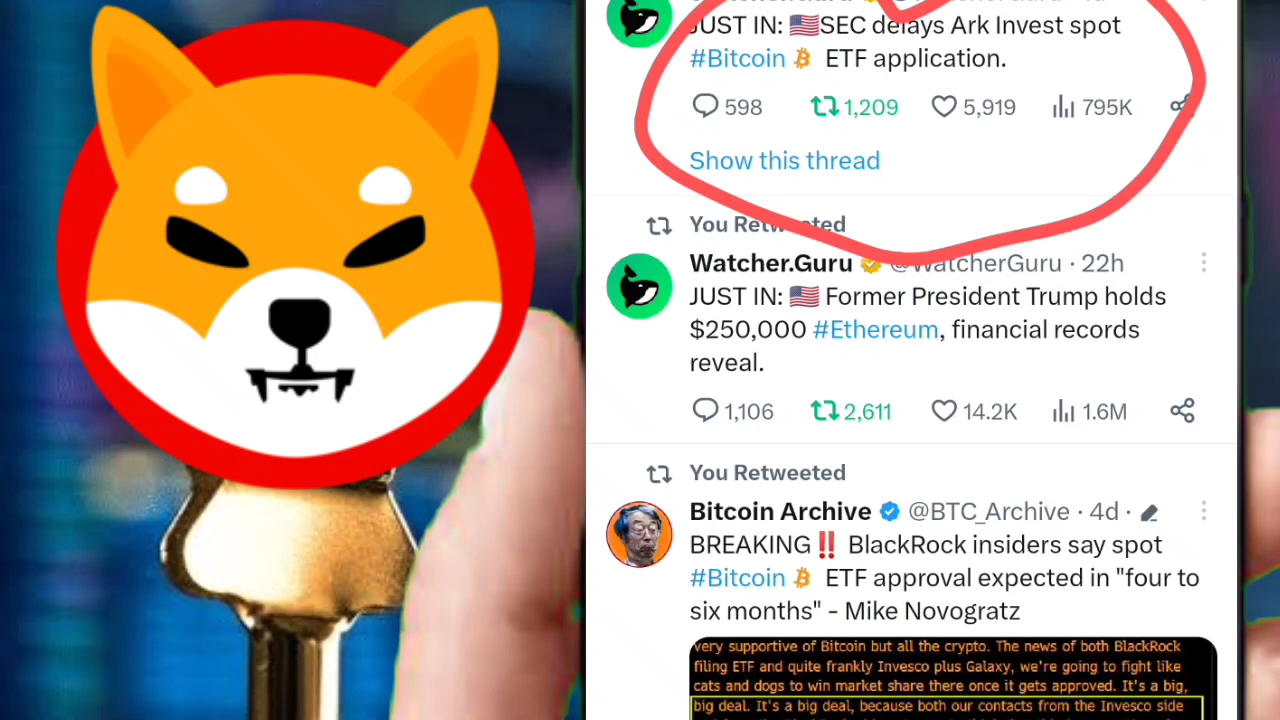 JUST IN: 🇺🇸SEC delays Ark Invest spot
#Bitcoin ETF application.
598 1,209 5,919 795K
Show this thread
You Retweeted
Watcher.Guru @WatcherGuru · 22h
JUST IN: 🇺🇸 Former President Trump holds
$250,000 #Ethereum, financial records
reveal.
1,106 2,611 14.2K 1.6M
You Retweeted
Bitcoin Archive @BTC_Archive · 4d ·
BREAKING‼️ BlackRock insiders say spot
#Bitcoin ETF approval expected in "four to
six months" - Mike Novogratz
very supportive of Bitcoin but all the crypto. The news of both BlackRock
filing ETF and quite frankly Invesco plus Galaxy, we're going to fight like
cats and dogs to win market share there once it gets approved. It's a big,
big deal. It's a big deal, because both our contacts from the Invesco side